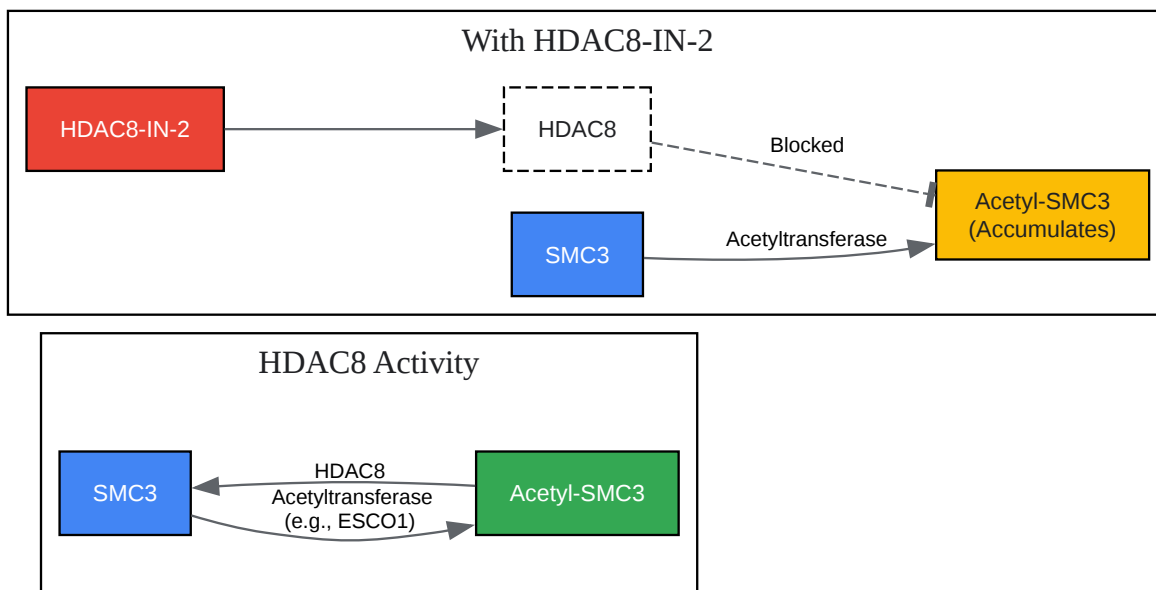 With HDAC8-IN-2
HDAC8-IN-2
HDAC8
Blocked
Acetyl-SMC3
(Accumulates)
SMC3
Acetyltransferase
HDAC8 Activity
SMC3
HDAC8
Acetyltransferase
(e.g., ESCO1)
Acetyl-SMC3